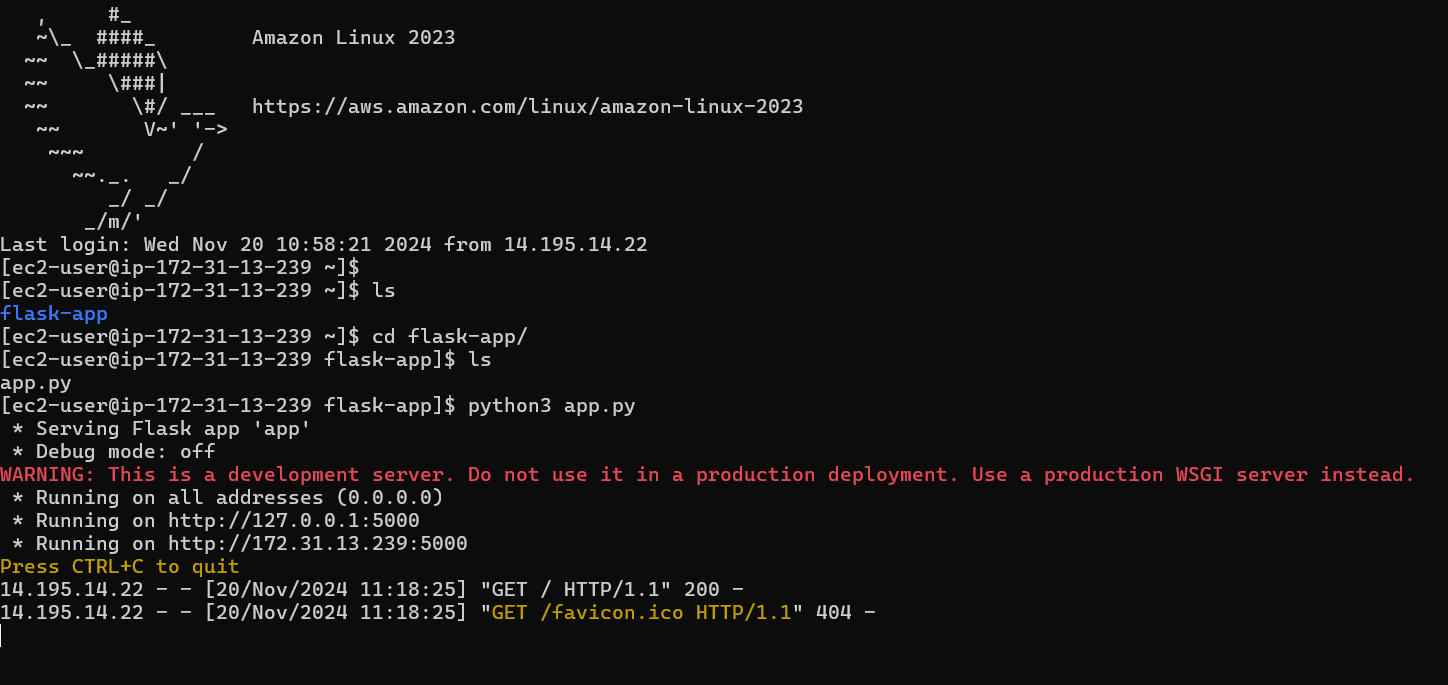 ,     #_
   ~\_  ####_        Amazon Linux 2023
  ~~  \_#####\
  ~~     \###|
  ~~       \#/ ___   https://aws.amazon.com/linux/amazon-linux-2023
   ~~       V~' '->
    ~~~         /
      ~~._.   _/
         _/ _/
       _/m/'
Last login: Wed Nov 20 10:58:21 2024 from 14.195.14.22
[ec2-user@ip-172-31-13-239 ~]$
[ec2-user@ip-172-31-13-239 ~]$ ls
flask-app
[ec2-user@ip-172-31-13-239 ~]$ cd flask-app/
[ec2-user@ip-172-31-13-239 flask-app]$ ls
app.py
[ec2-user@ip-172-31-13-239 flask-app]$ python3 app.py
 * Serving Flask app 'app'
 * Debug mode: off
WARNING: This is a development server. Do not use it in a production deployment. Use a production WSGI server instead.
 * Running on all addresses (0.0.0.0)
 * Running on http://127.0.0.1:5000
 * Running on http://172.31.13.239:5000
Press CTRL+C to quit
14.195.14.22 - - [20/Nov/2024 11:18:25] "GET / HTTP/1.1" 200 -
14.195.14.22 - - [20/Nov/2024 11:18:25] "GET /favicon.ico HTTP/1.1" 404 -